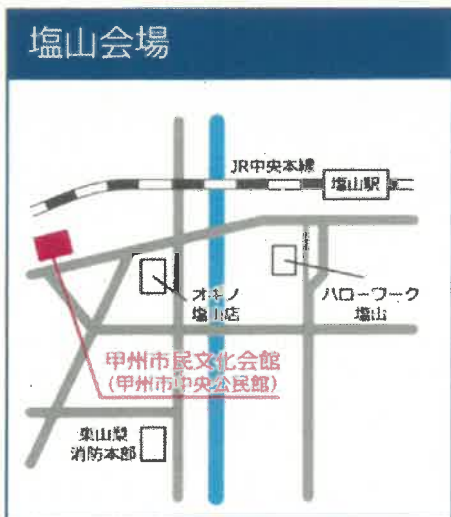 塩山会場
JR中央本線
塩山駅
オギノ
塩山店
ハローワーク
塩山
甲州市民文化会館
(甲州市中央公民館)
東山梨
消防本部